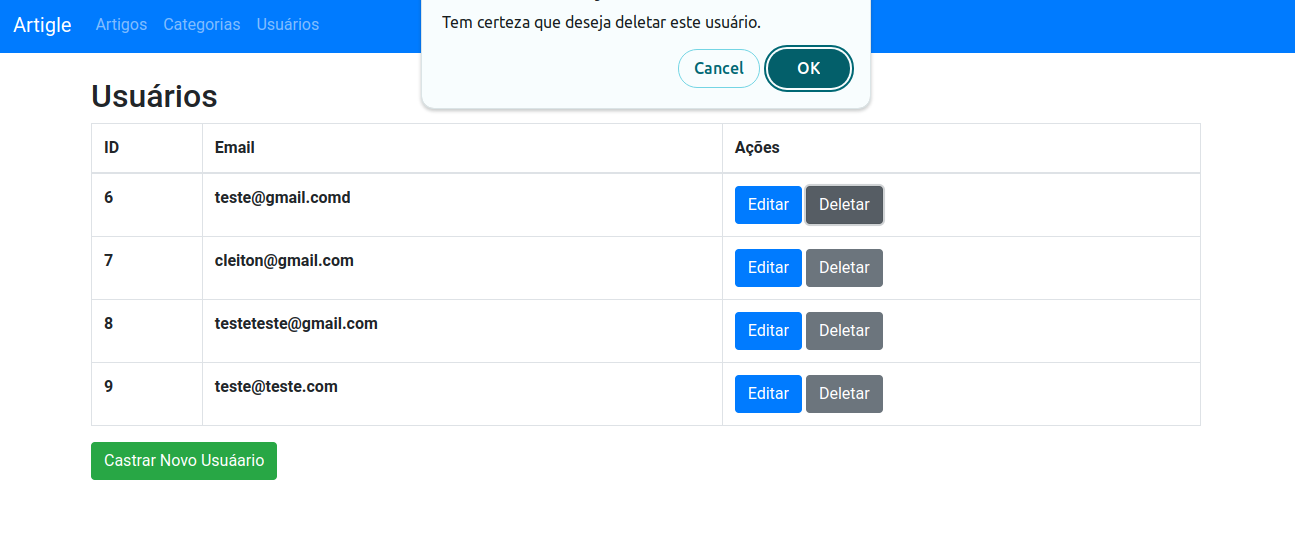 Artigle Artigos Categorias Usuários
Tem certeza que deseja deletar este usuário.
Cancel OK
Usuários
ID Email Ações
6 teste@gmail.comd Editar Deletar
7 cleiton@gmail.com Editar Deletar
8 testeteste@gmail.com Editar Deletar
9 teste@teste.com Editar Deletar
Castrar Novo Usuáario